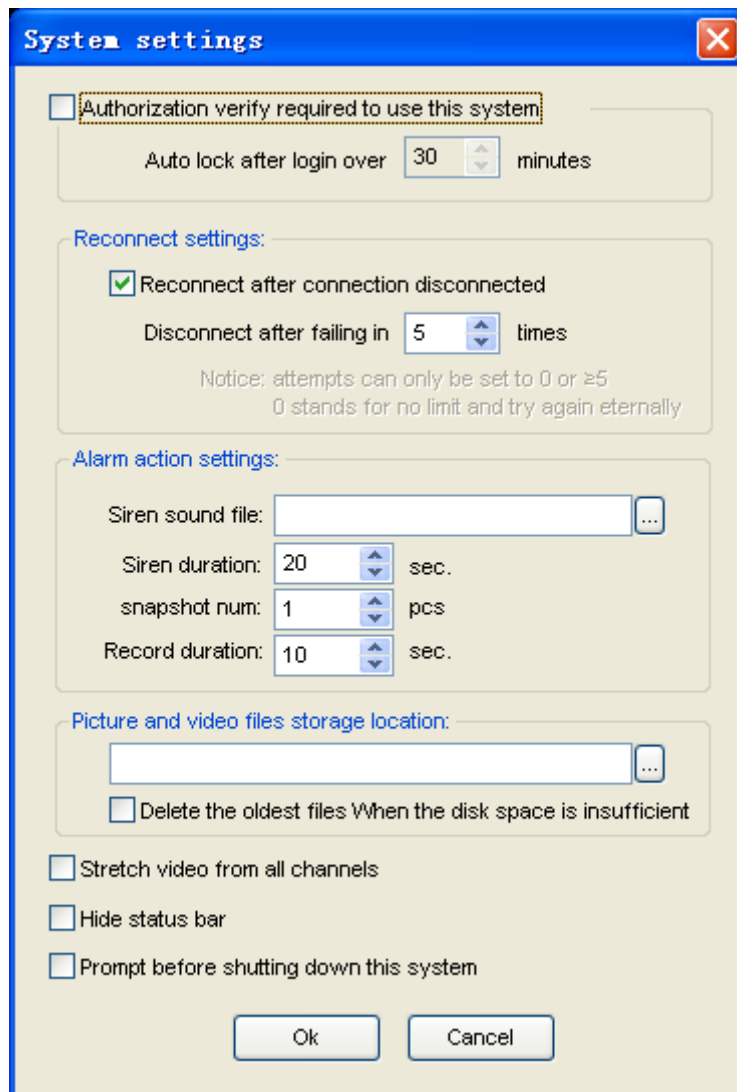 System settings
Authorization verify required to use this system
Auto lock after login over 30 minutes
Reconnect settings:
Reconnect after connection disconnected
Disconnect after failing in 5 times
Notice: attempts can only be set to 0 or ≥5
0 stands for no limit and try again eternally
Alarm action settings:
Siren sound file: ...
Siren duration: 20 sec.
snapshot num: 1 pcs
Record duration: 10 sec.
Picture and video files storage location:
...
Delete the oldest files When the disk space is insufficient
Stretch video from all channels
Hide status bar
Prompt before shutting down this system
Ok Cancel